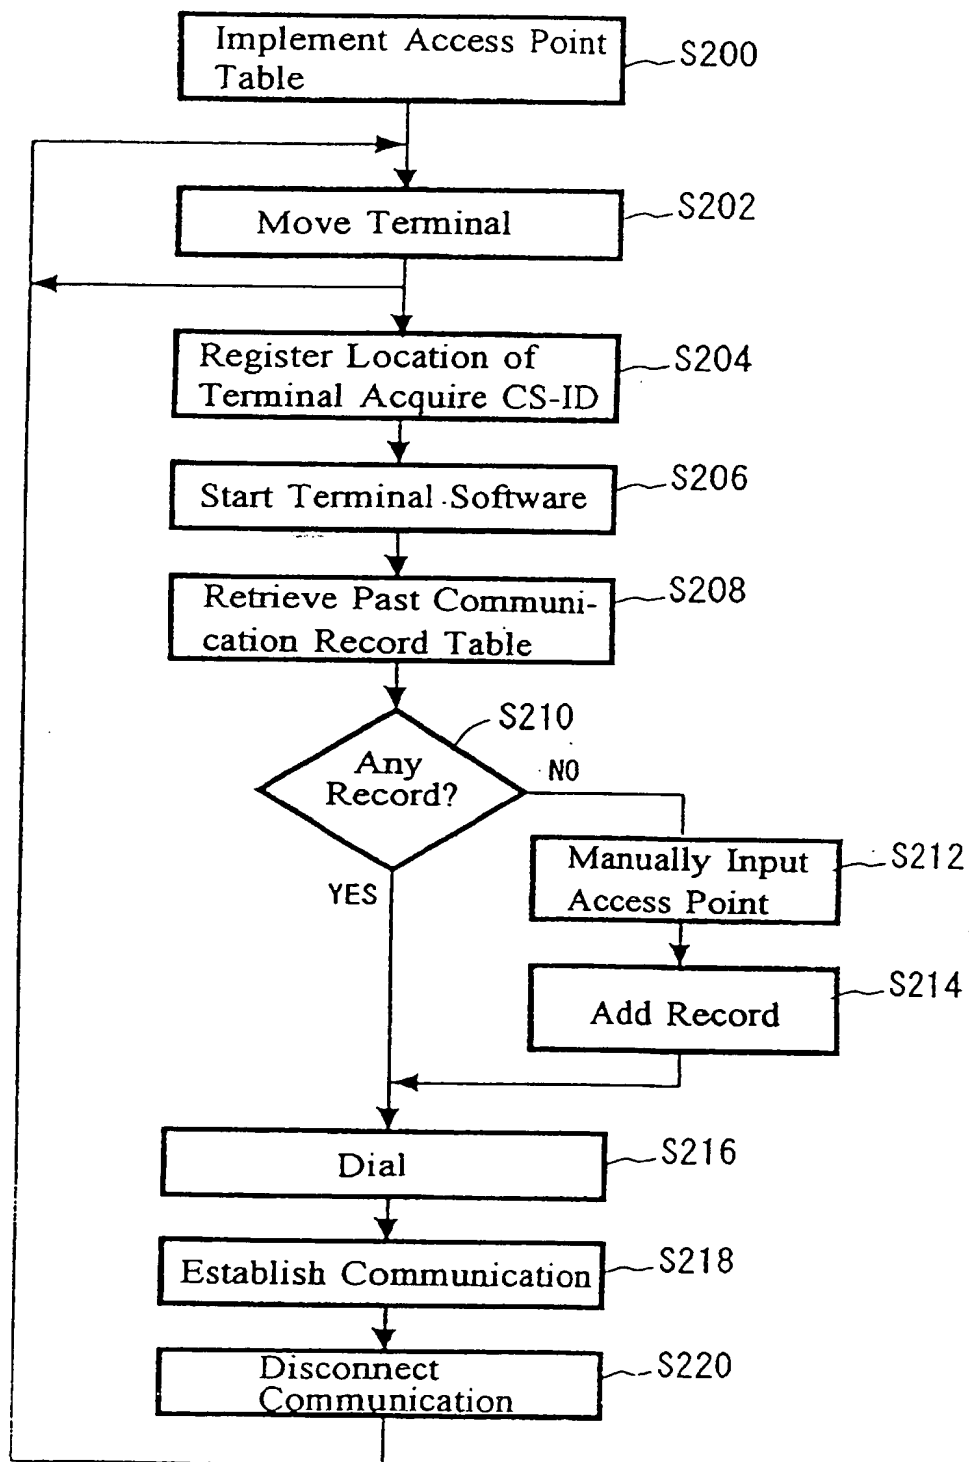 Implement Access Point
Table
S200
Move Terminal
S202
Register Location of
Terminal Acquire CS-ID
S204
Start Terminal Software
S206
Retrieve Past Communi-
cation Record Table
S208
S210
Any
Record?
NO
YES
Manually Input
Access Point
S212
Add Record
S214
Dial
S216
Establish Communication
S218
Disconnect
Communication
S220